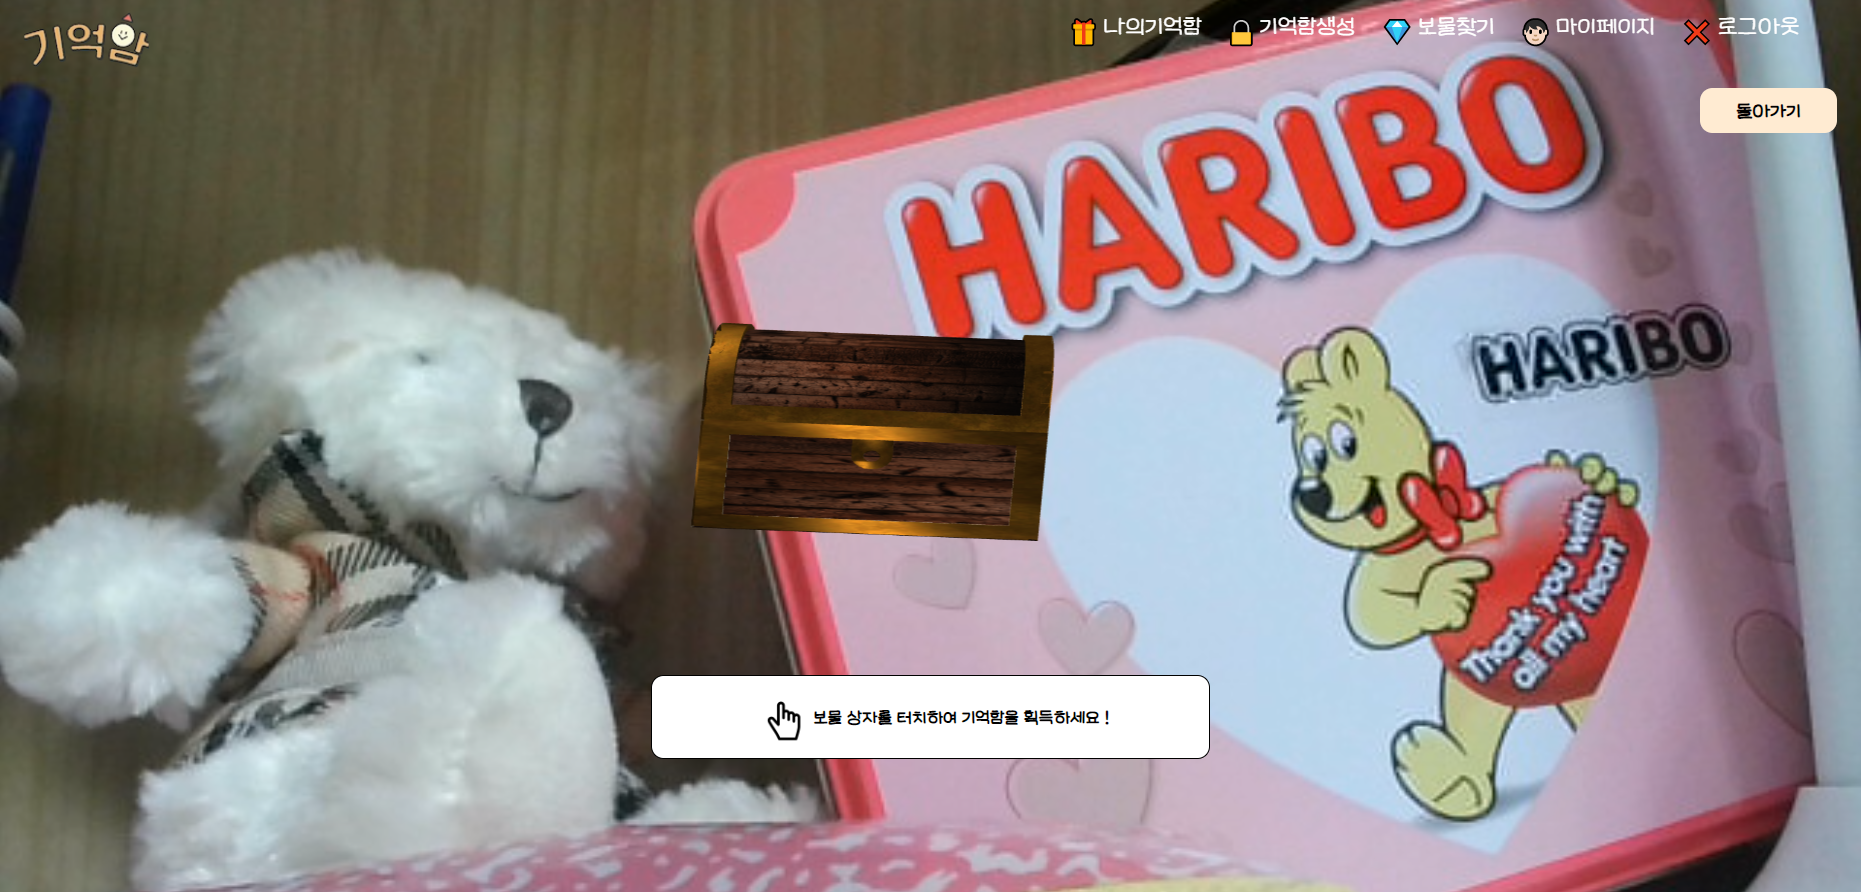 기억함
나의기억함
기억함생성
보물찾기
마이페이지
로그아웃
돌아가기
HARIBO
HARIBO
Thank you with
all my heart
보물 상자를 터치하여 기억함을 획득하세요 !